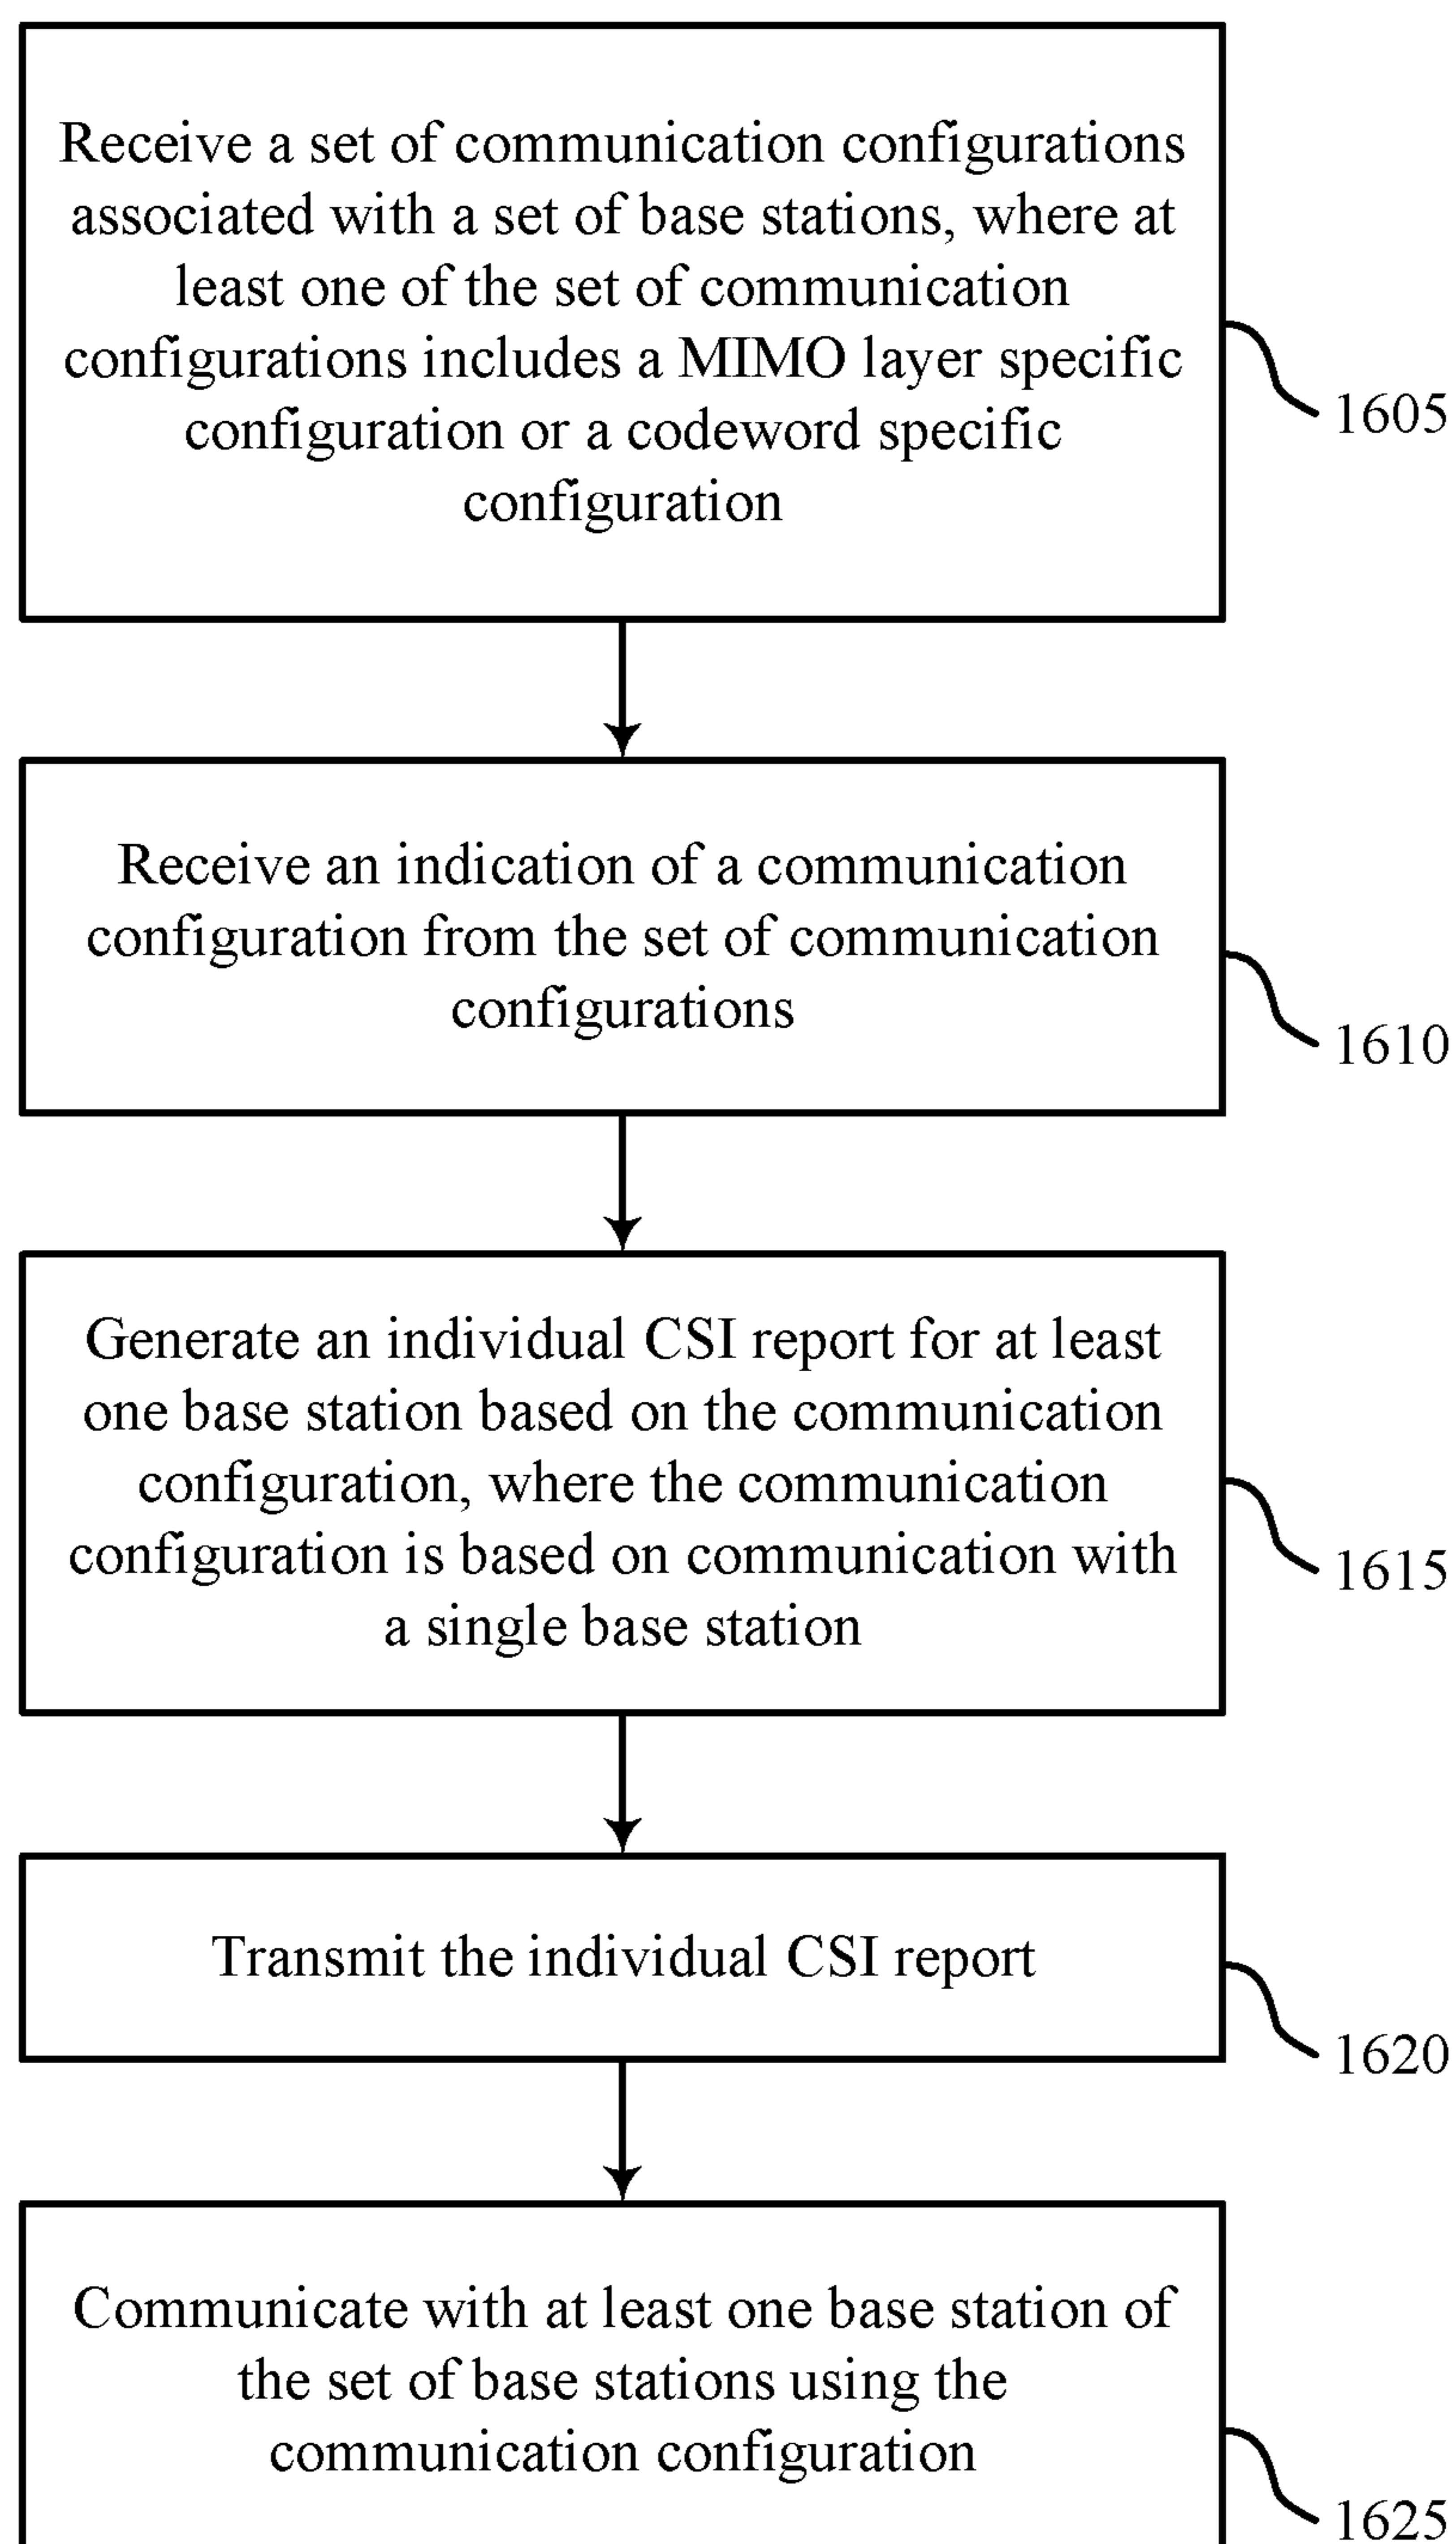 Receive a set of communication configurations
associated with a set of base stations, where at
least one of the set of communication
configurations includes a MIMO layer specific
configuration or a codeword specific
configuration
1605
Receive an indication of a communication
configuration from the set of communication
configurations
1610
Generate an individual CSI report for at least
one base station based on the communication
configuration, where the communication
configuration is based on communication with
a single base station
1615
Transmit the individual CSI report
1620
Communicate with at least one base station of
the set of base stations using the
communication configuration
1625